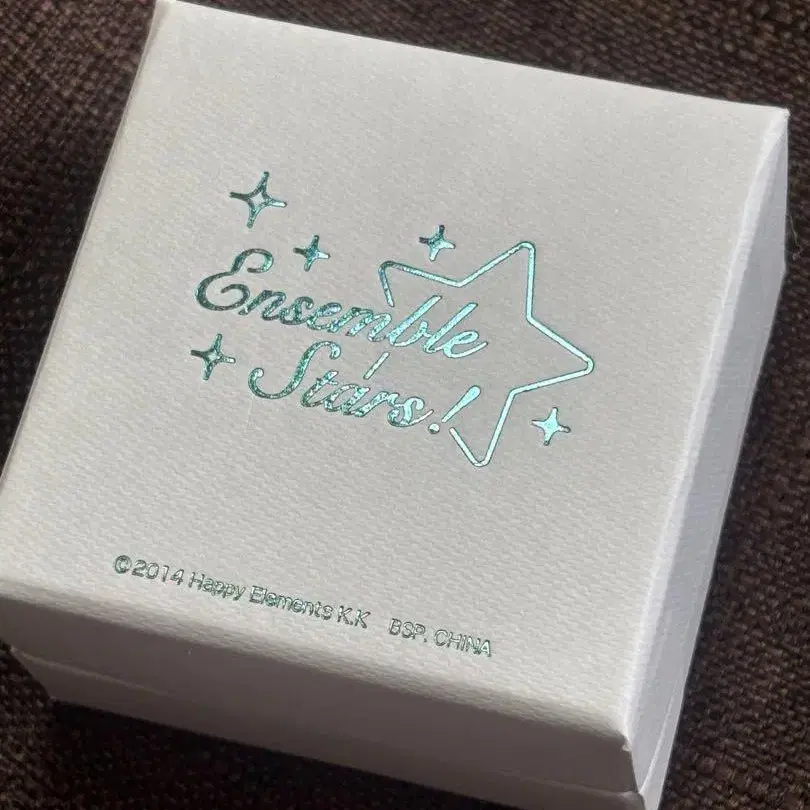 Ensemble
Stars!
©2014 Happy Elements K.K BSP. CHINA